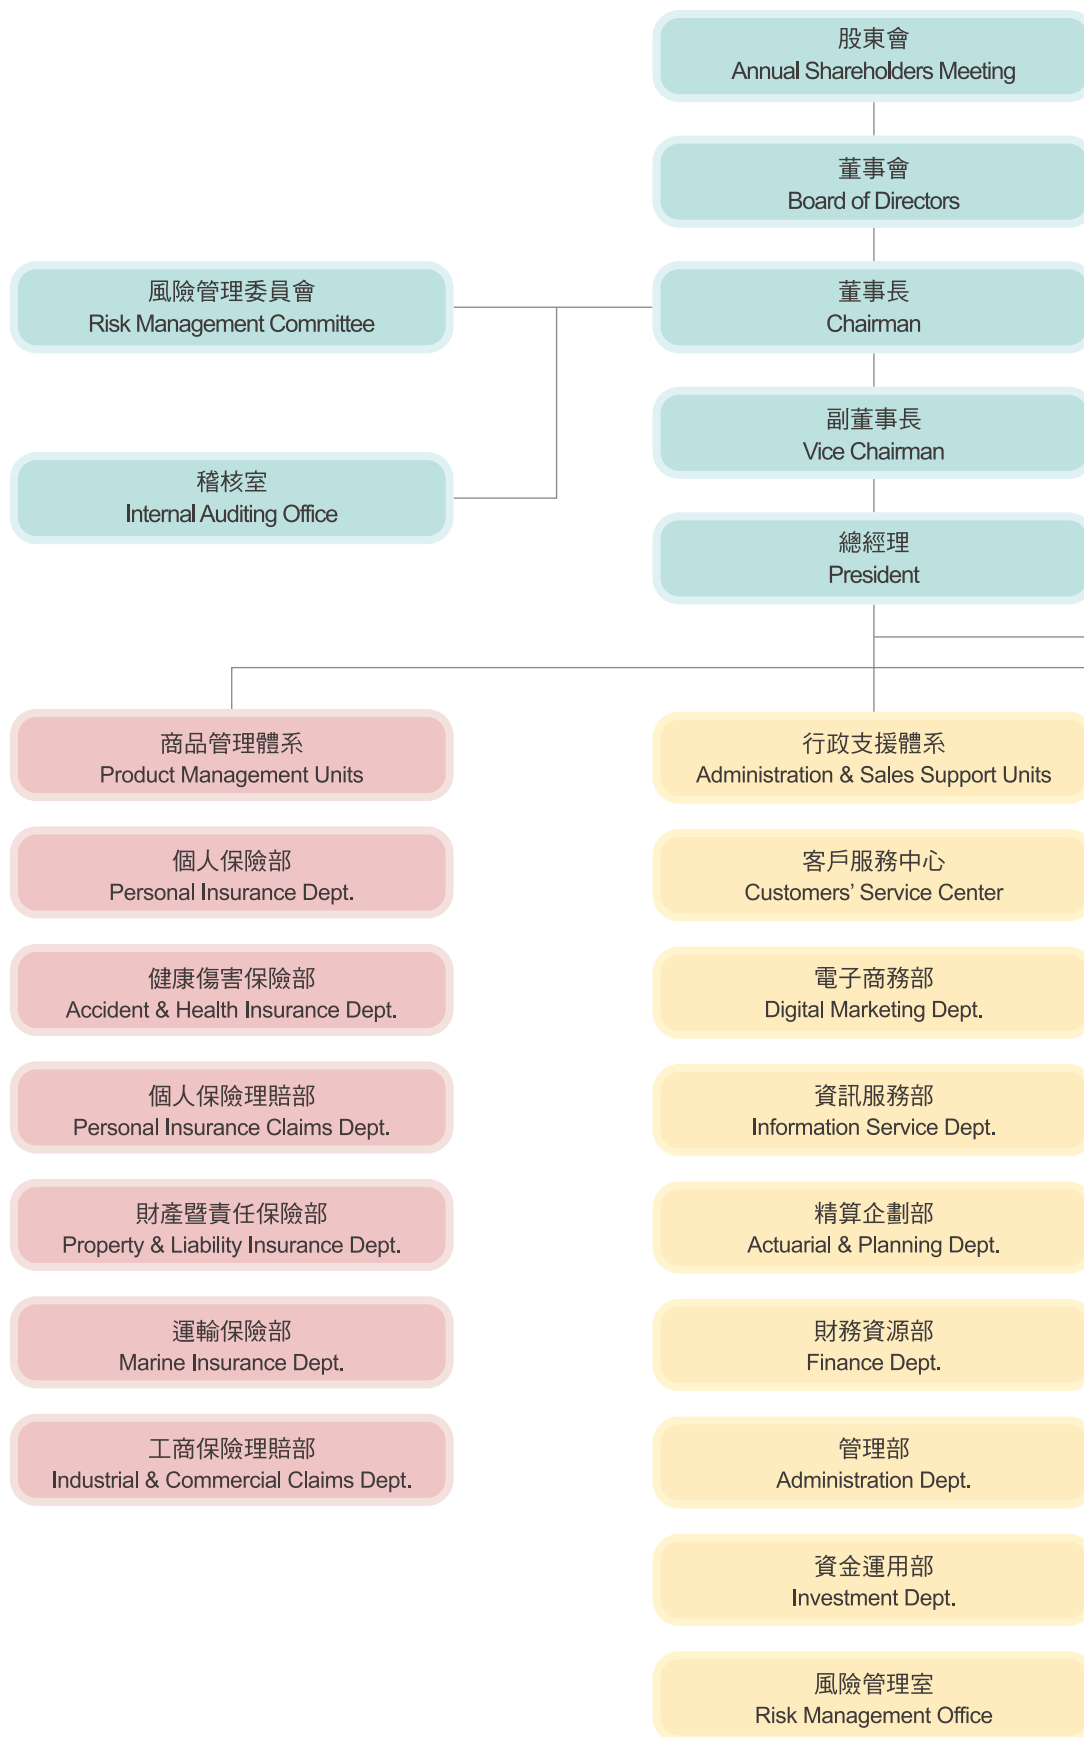 股東會
Annual Shareholders Meeting
董事會
Board of Directors
風險管理委員會
Risk Management Committee
董事長
Chairman
副董事長
Vice Chairman
稽核室
Internal Auditing Office
總經理
President
商品管理體系
Product Management Units
個人保險部
Personal Insurance Dept.
健康傷害保險部
Accident & Health Insurance Dept.
個人保險理賠部
Personal Insurance Claims Dept.
財產暨責任保險部
Property & Liability Insurance Dept.
運輸保險部
Marine Insurance Dept.
工商保險理賠部
Industrial & Commercial Claims Dept.
行政支援體系
Administration & Sales Support Units
客戶服務中心
Customers’ Service Center
電子商務部
Digital Marketing Dept.
資訊服務部
Information Service Dept.
精算企劃部
Actuarial & Planning Dept.
財務資源部
Finance Dept.
管理部
Administration Dept.
資金運用部
Investment Dept.
風險管理室
Risk Management Office